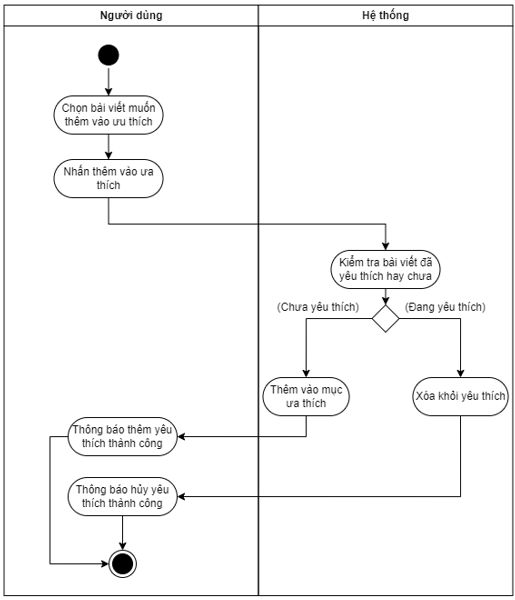 Người dùng
Hệ thống
Chọn bài viết muốn
thêm vào ưu thích
Nhấn thêm vào ưa
thích
Kiểm tra bài viết đã
yêu thích hay chưa
(Chưa yêu thích)
(Đang yêu thích)
Thêm vào mục
ưa thích
Xóa khỏi yêu thích
Thông báo thêm yêu
thích thành công
Thông báo hủy yêu
thích thành công